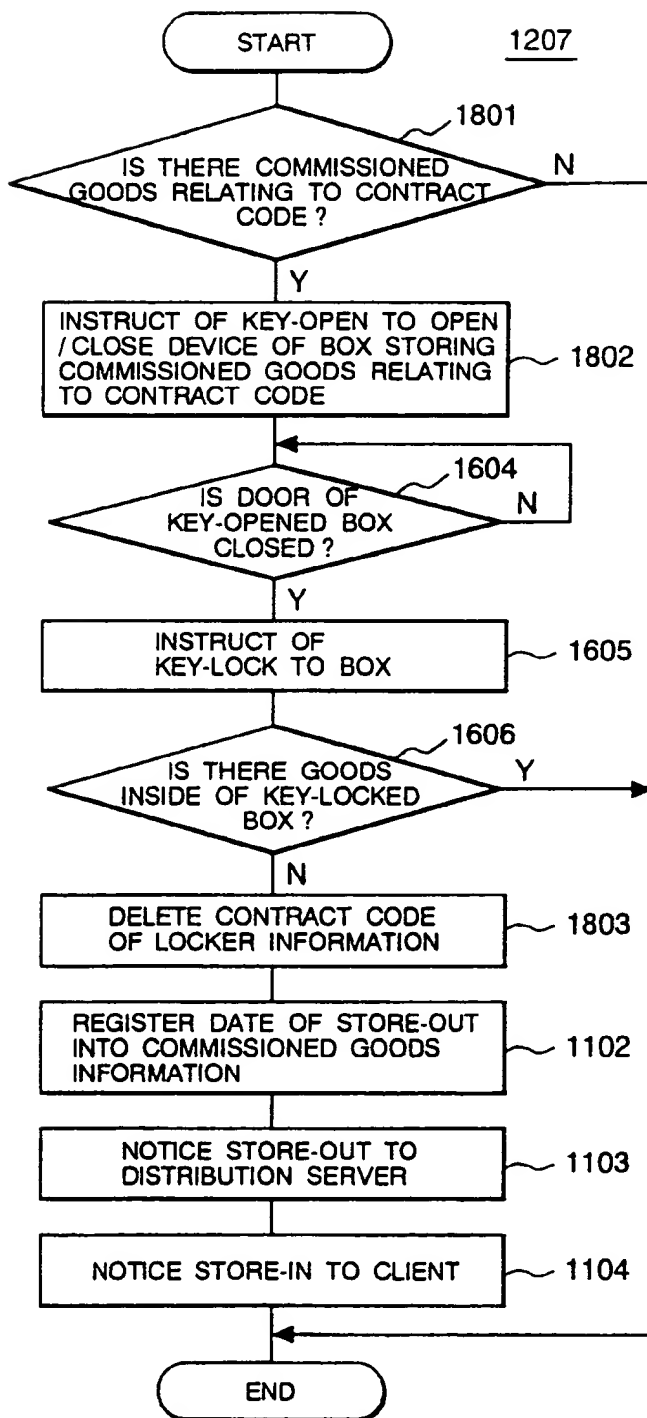 START
1207
1801
IS THERE COMMISSIONED
GOODS RELATING TO CONTRACT
CODE ?
N
Y
INSTRUCT OF KEY-OPEN TO OPEN
/ CLOSE DEVICE OF BOX STORING
COMMISSIONED GOODS RELATING
TO CONTRACT CODE
1802
1604
IS DOOR OF
KEY-OPENED BOX
CLOSED ?
N
Y
INSTRUCT OF
KEY-LOCK TO BOX
1605
1606
IS THERE GOODS
INSIDE OF KEY-LOCKED
BOX ?
Y
N
DELETE CONTRACT CODE
OF LOCKER INFORMATION
1803
REGISTER DATE OF STORE-OUT
INTO COMMISSIONED GOODS
INFORMATION
1102
NOTICE STORE-OUT TO
DISTRIBUTION SERVER
1103
NOTICE STORE-IN TO CLIENT
1104
END